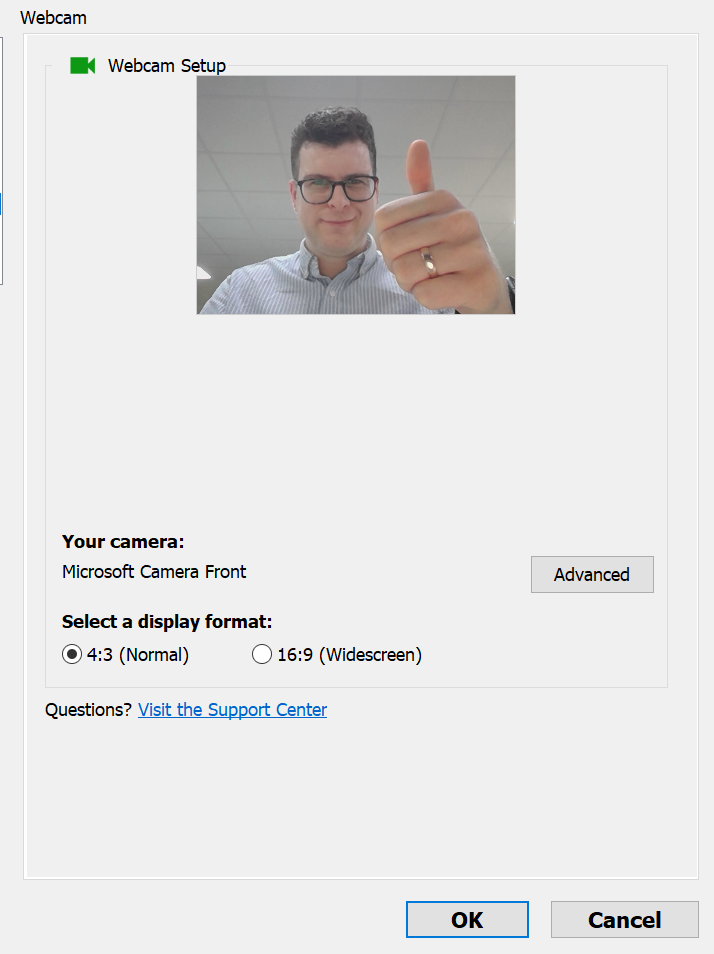 Webcam
Webcam Setup
Your camera:
Microsoft Camera Front
Advanced
Select a display format:
4:3 (Normal)
16:9 (Widescreen)
Questions? Visit the Support Center
OK
Cancel